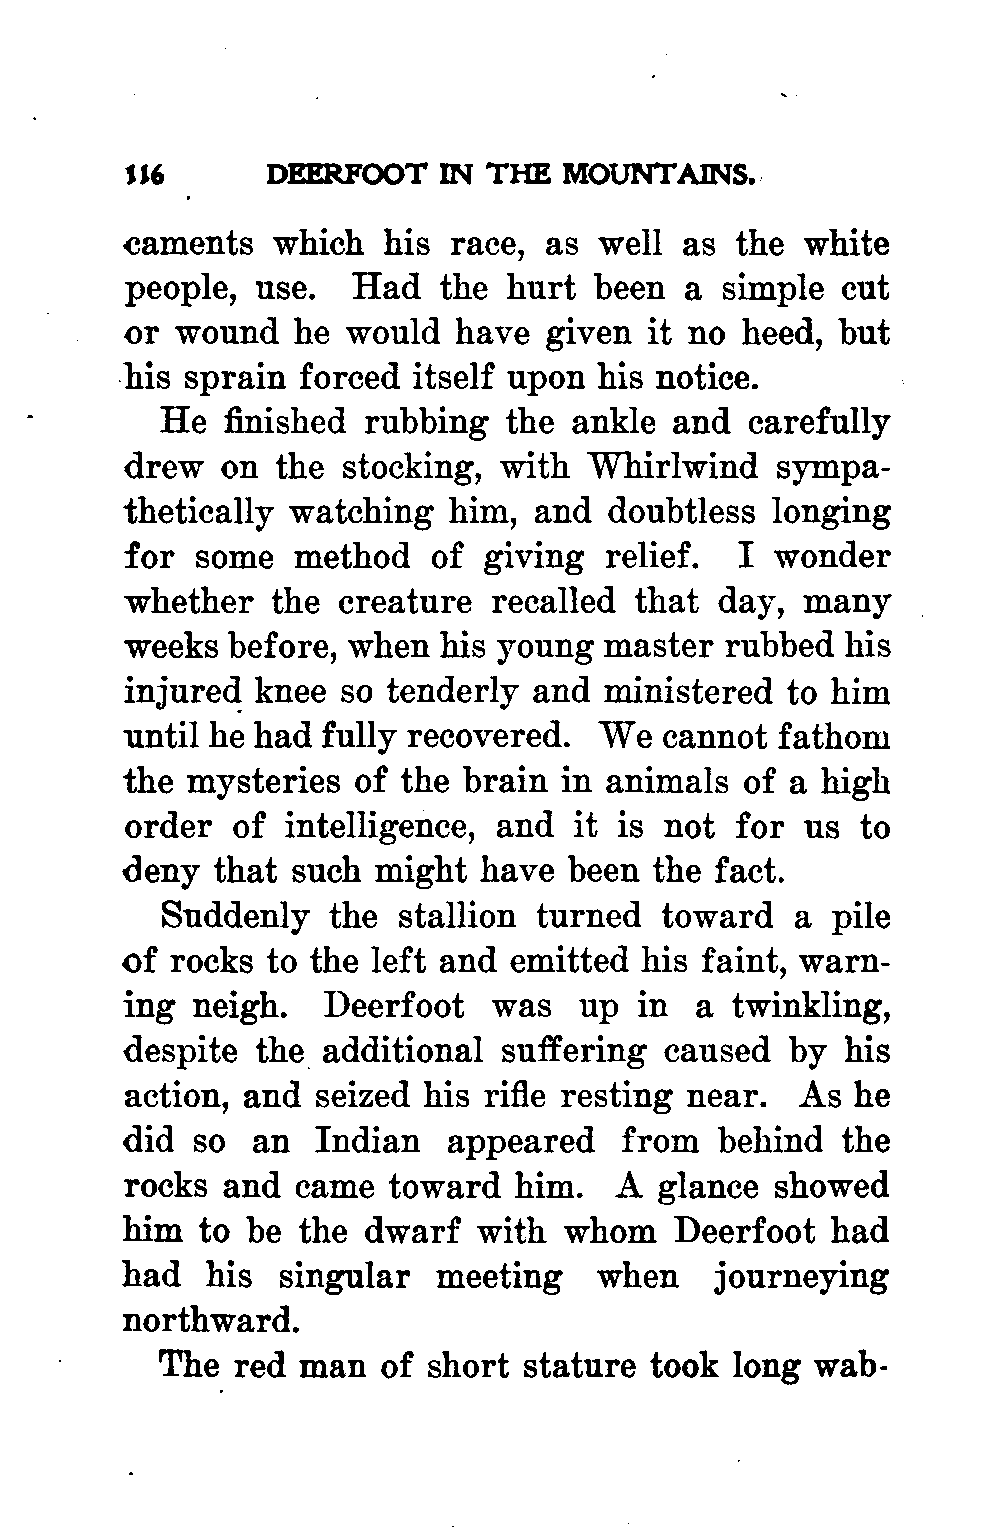 116 DEERFOOT IN THE MOUNTAINS.
caments which his race, as well as the white
people, use. Had the hurt been a simple cut
or wound he would have given it no heed, but
his sprain forced itself upon his notice.
He finished rubbing the ankle and carefully
drew on the stocking, with Whirlwind sympa-
thetically watching him, and doubtless longing
for some method of giving relief. I wonder
whether the creature recalled that day, many
weeks before, when his young master rubbed his
injured knee so tenderly and ministered to him
until he had fully recovered. We cannot fathom
the mysteries of the brain in animals of a high
order of intelligence, and it is not for us to
deny that such might have been the fact.
Suddenly the stallion turned toward a pile
of rocks to the left and emitted his faint, warn-
ing neigh. Deerfoot was up in a twinkling,
despite the additional suffering caused by his
action, and seized his rifle resting near. As he
did so an Indian appeared from behind the
rocks and came toward him. A glance showed
him to be the dwarf with whom Deerfoot had
had his singular meeting when journeying
northward.
The red man of short stature took long wab-